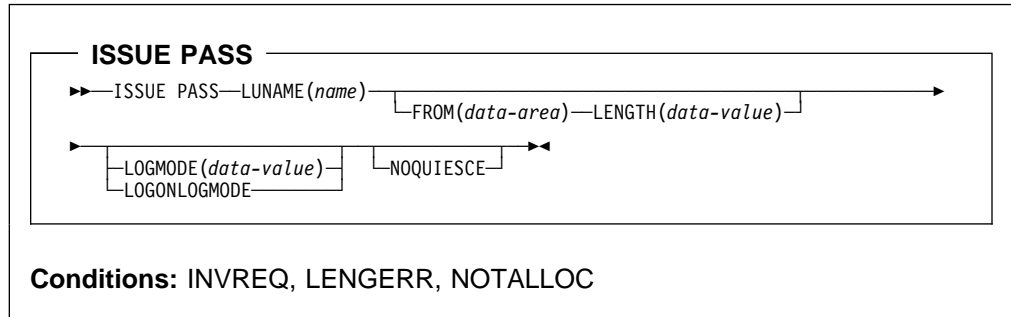 ISSUE PASS
►►──ISSUE PASS──LUNAME(name)──►
FROM(data-area)──LENGTH(data-value)
►──►◄
LOGMODE(data-value) NOQUIESCE
LOGONLOGMODE
Conditions: INVREQ, LENGERR, NOTALLOC